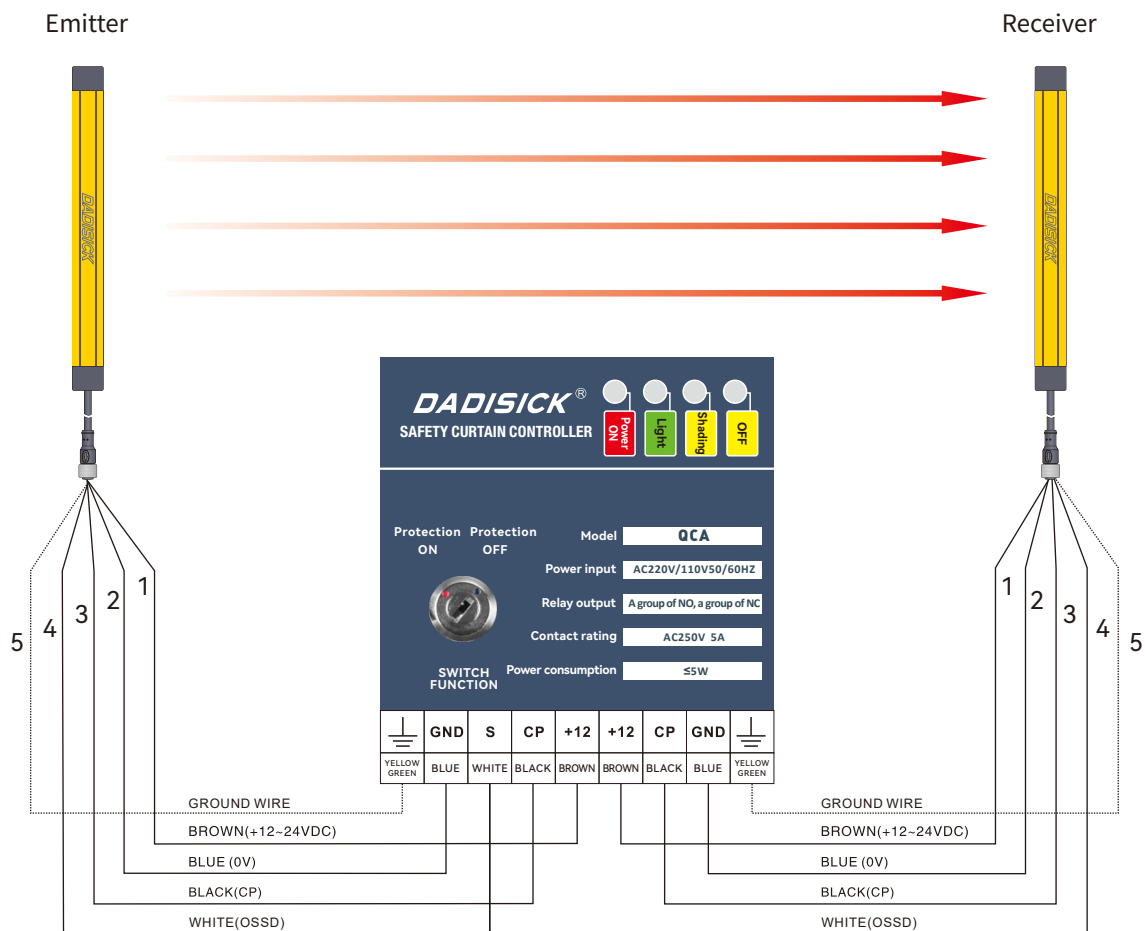 Emitter
Receiver
DADISICK
DADISICK
DADISICK®
SAFETY CURTAIN CONTROLLER
Power ON
Light
Shading
OFF
Protection ON
Protection OFF
SWITCH FUNCTION
Model QCA
Power input AC220V/110V50/60HZ
Relay output A group of NO, a group of NC
Contact rating AC250V 5A
Power consumption ≤5W
5 4 3 2 1
1 2 3 4 5
GND S CP +12 +12 CP GND
YELLOW GREEN BLUE WHITE BLACK BROWN BROWN BLACK BLUE YELLOW GREEN
GROUND WIRE
BROWN(+12~24VDC)
BLUE (0V)
BLACK(CP)
WHITE(OSSD)
GROUND WIRE
BROWN(+12~24VDC)
BLUE (0V)
BLACK(CP)
WHITE(OSSD)